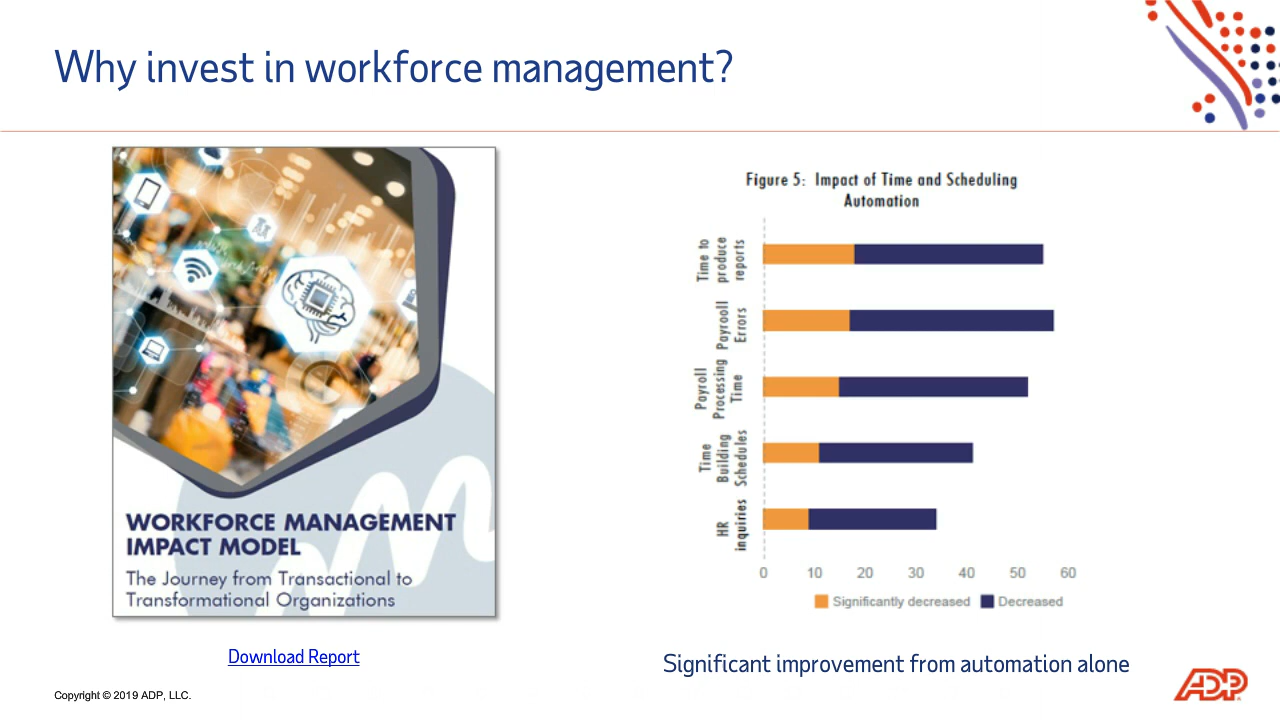 Why invest in workforce management?
WORKFORCE MANAGEMENT
IMPACT MODEL
The Journey from Transactional to
Transformational Organizations
Download Report
Figure 5: Impact of Time and Scheduling
Automation
Time to
produce
reports
Payrooll
Errors
Payroll
Processing
Time
Time
Building
Schedules
HR
inquiries
0 10 20 30 40 50 60
Significantly decreased Decreased
Significant improvement from automation alone
Copyright © 2019 ADP, LLC.
ADP